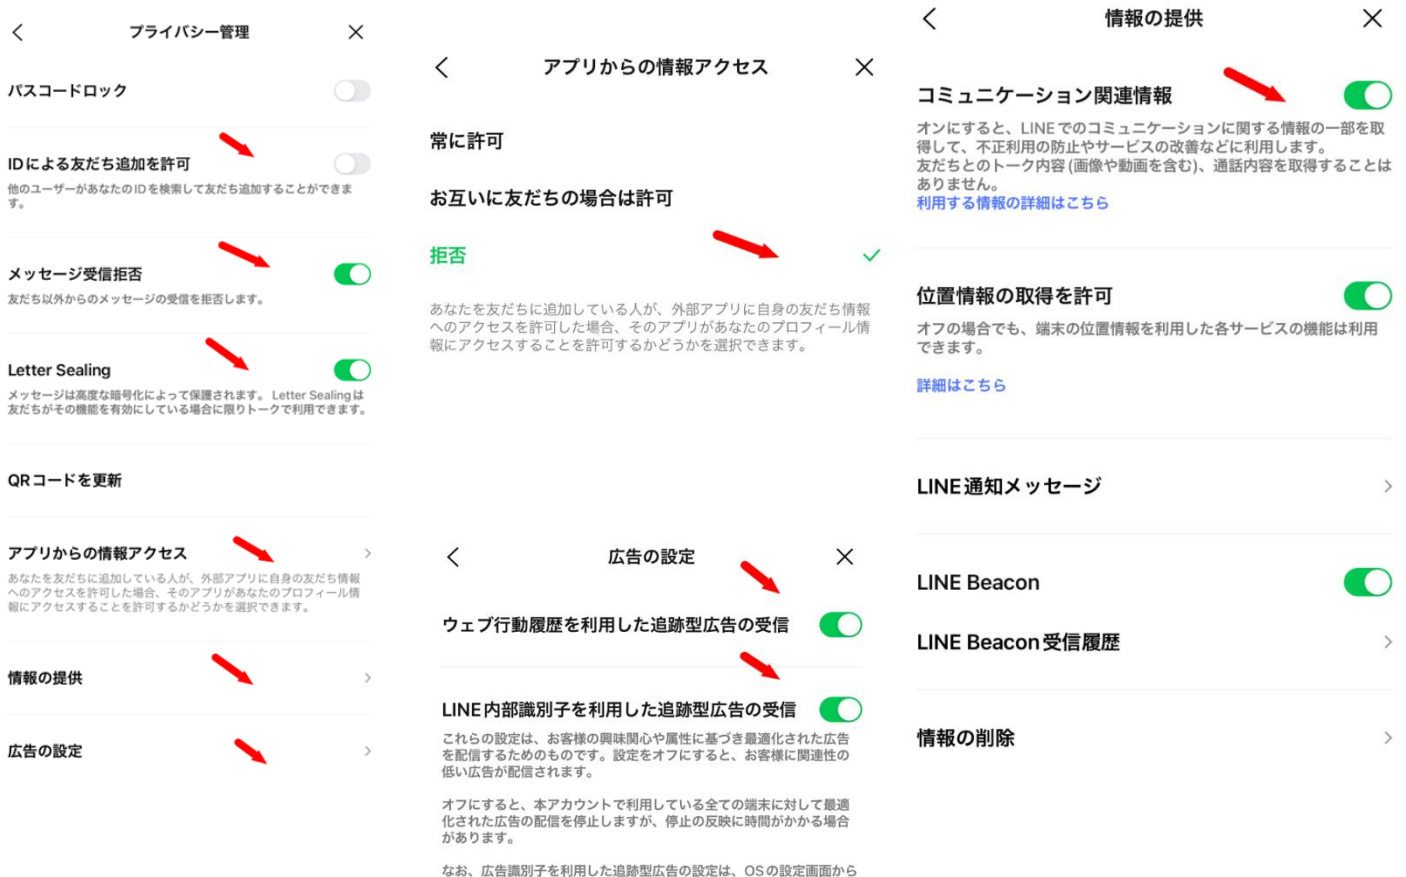 プライバシー管理
パスコードロック
IDによる友だち追加を許可
他のユーザーがあなたのIDを検索して友だち追加することができま
す。
メッセージ受信拒否
友だち以外からのメッセージの受信を拒否します。
Letter Sealing
メッセージは高度な暗号化によって保護されます。 Letter Sealingは
友だちがその機能を有効にしている場合に限りトークで利用できます。
QRコードを更新
アプリからの情報アクセス
あなたを友だちに追加している人が、外部アプリに自身の友だち情報
へのアクセスを許可した場合、そのアプリがあなたのプロフィール情
報にアクセスすることを許可するかどうかを選択できます。
情報の提供
広告の設定
アプリからの情報アクセス
常に許可
お互いに友だちの場合は許可
拒否
あなたを友だちに追加している人が、外部アプリに自身の友だち情報
へのアクセスを許可した場合、そのアプリがあなたのプロフィール情
報にアクセスすることを許可するかどうかを選択できます。
広告の設定
ウェブ行動履歴を利用した追跡型広告の受信
LINE内部識別子を利用した追跡型広告の受信
これらの設定は、お客様の興味関心や属性に基づき最適化された広告
を配信するためのものです。設定をオフにすると、お客様に関連性の
低い広告が配信されます。
オフにすると、本アカウントで利用している全ての端末に対して最適
化された広告の配信を停止しますが、停止の反映に時間がかかる場合
があります。
なお、広告識別子を利用した追跡型広告の設定は、OSの設定画面から
情報の提供
コミュニケーション関連情報
オンにすると、LINEでのコミュニケーションに関する情報の一部を取
得して、不正利用の防止やサービスの改善などに利用します。
友だちとのトーク内容(画像や動画を含む)、通話内容を取得することは
ありません。
利用する情報の詳細はこちら
位置情報の取得を許可
オフの場合でも、端末の位置情報を利用した各サービスの機能は利用
できます。
詳細はこちら
LINE通知メッセージ
LINE Beacon
LINE Beacon受信履歴
情報の削除